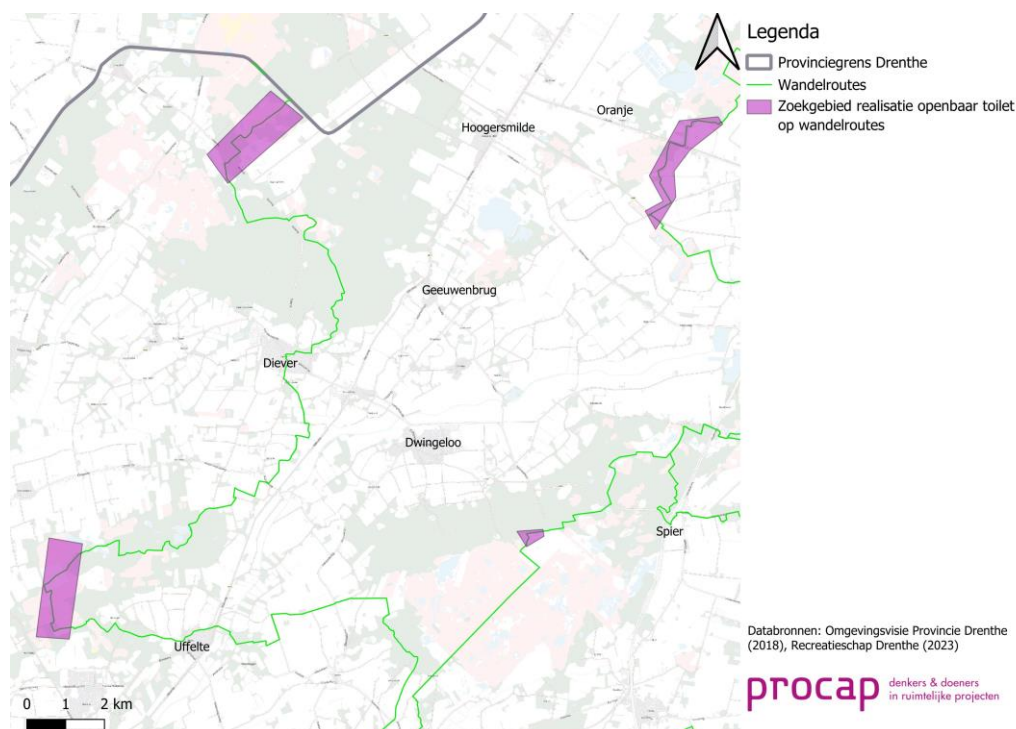 Legenda
Provinciegrens Drenthe
Wandelroutes
Zoekgebied realisatie openbaar toilet
op wandelroutes
Oranje
Hoogersmilde
Geeuwenbrug
Diever
Dwingeloo
Spier
Uffelte
0 1 2 km
Databronnen: Omgevingsvisie Provincie Drenthe
(2018), Recreatieschap Drenthe (2023)
procap
denkers & doeners
in ruimtelijke projecten